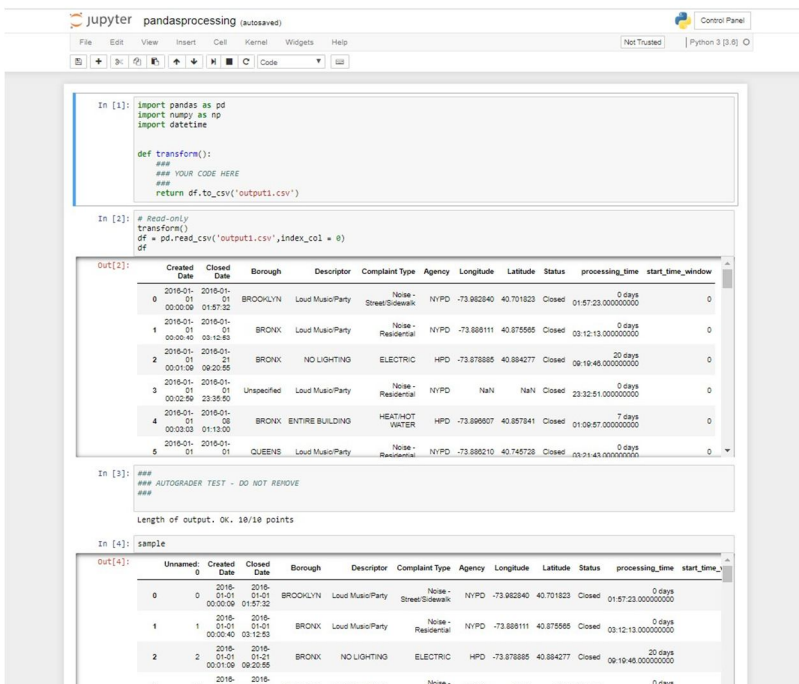 jupyter pandasprocessing (autosaved)
Control Panel
File Edit View Insert Cell Kernel Widgets Help
Not Trusted
Python 3 [3.6]
Code
In [1]: import pandas as pd
import numpy as np
import datetime
def transform():
###
### YOUR CODE HERE
###
return df.to_csv('output1.csv')
In [2]: # Read-only
transform()
df = pd.read_csv('output1.csv',index_col = 0)
df
Out[2]:
Created Date Closed Date Borough Descriptor Complaint Type Agency Longitude Latitude Status processing_time start_time_window
0 2016-01-01 00:00:09 2016-01-01 01:57:32 BROOKLYN Loud Music/Party Noise - Street/Sidewalk NYPD -73.982840 40.701823 Closed 0 days 01:57:23.000000000 0
1 2016-01-01 00:00:40 2016-01-01 03:12:53 BRONX Loud Music/Party Noise - Residential NYPD -73.886111 40.875565 Closed 0 days 03:12:13.000000000 0
2 2016-01-01 00:01:09 2016-01-21 09:20:55 BRONX NO LIGHTING ELECTRIC HPD -73.878885 40.884277 Closed 20 days 09:19:46.000000000 0
3 2016-01-01 00:02:59 2016-01-01 23:35:50 Unspecified Loud Music/Party Noise - Residential NYPD NaN NaN Closed 0 days 23:32:51.000000000 0
4 2016-01-01 00:03:03 2016-01-08 01:13:00 BRONX ENTIRE BUILDING HEAT/HOT WATER HPD -73.896607 40.857841 Closed 7 days 01:09:57.000000000 0
5 2016-01-01 2016-01-01 QUEENS Loud Music/Party Noise - Residential NYPD -73.886210 40.745728 Closed 0 days 03:21:43.000000000 0
In [3]: ###
### AUTOGRADER TEST - DO NOT REMOVE
###
Length of output. OK. 10/10 points
In [4]: sample
Out[4]:
Unnamed: 0 Created Date Closed Date Borough Descriptor Complaint Type Agency Longitude Latitude Status processing_time start_time_
0 0 2016-01-01 00:00:09 2016-01-01 01:57:32 BROOKLYN Loud Music/Party Noise - Street/Sidewalk NYPD -73.982840 40.701823 Closed 0 days 01:57:23.000000000
1 1 2016-01-01 00:00:40 2016-01-01 03:12:53 BRONX Loud Music/Party Noise - Residential NYPD -73.886111 40.875565 Closed 0 days 03:12:13.000000000
2 2 2016-01-01 00:01:09 2016-01-21 09:20:55 BRONX NO LIGHTING ELECTRIC HPD -73.878885 40.884277 Closed 20 days 09:19:46.000000000
2016- 2016- Noise - 0 days